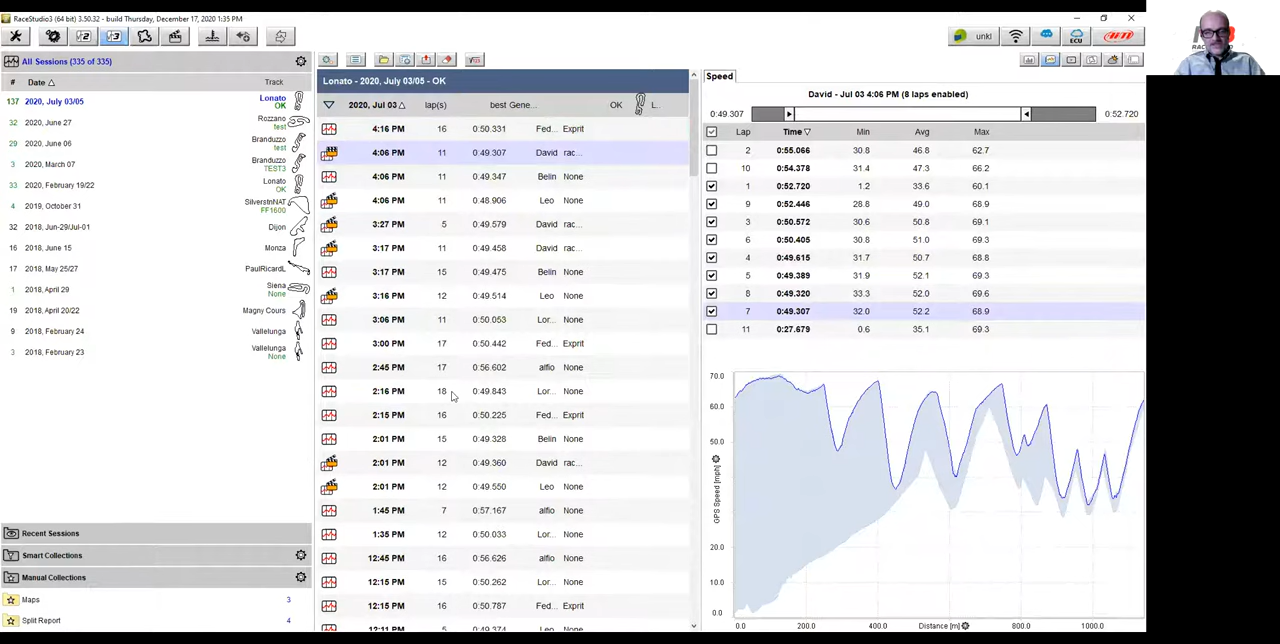 RaceStudio3 (64 bit) 3.50.32 - build Thursday, December 17, 2020 1:35 PM
2 3 unkl ECU AiM
All Sessions (335 of 335)
# Date Track
137 2020, July 03/05 Lonato OK
32 2020, June 27 Rozzano test
29 2020, June 06 Branduzzo test
3 2020, March 07 Branduzzo TEST3
33 2020, February 19/22 Lonato OK
4 2019, October 31 SilverstnNAT FF1600
32 2018, Jun-29/Jul-01 Dijon
16 2018, June 15 Monza
17 2018, May 25/27 PaulRicardL
1 2018, April 29 Siena None
19 2018, April 20/22 Magny Cours
9 2018, February 24 Vallelunga
3 2018, February 23 Vallelunga None
Recent Sessions
Smart Collections
Manual Collections
Maps 3
Split Report 4
Lonato - 2020, July 03/05 - OK
2020, Jul 03 lap(s) best Gene... OK L..
4:16 PM 16 0:50.331 Fed... Exprit
4:06 PM 11 0:49.307 David rac...
4:06 PM 11 0:49.347 Belin None
4:06 PM 11 0:48.906 Leo None
3:27 PM 5 0:49.579 David rac...
3:17 PM 11 0:49.458 David rac...
3:17 PM 15 0:49.475 Belin None
3:16 PM 12 0:49.514 Leo None
3:06 PM 11 0:50.053 Lor... None
3:00 PM 17 0:50.442 Fed... Exprit
2:45 PM 17 0:56.602 alfio None
2:16 PM 18 0:49.843 Lor... None
2:15 PM 16 0:50.225 Fed... Exprit
2:01 PM 15 0:49.328 Belin None
2:01 PM 12 0:49.360 David rac...
2:01 PM 12 0:49.550 Leo None
1:45 PM 7 0:57.167 alfio None
1:35 PM 12 0:50.033 Lor... None
12:45 PM 16 0:56.626 alfio None
12:15 PM 15 0:50.262 Lor... None
12:15 PM 16 0:50.787 Fed... Exprit
12:11 PM 5 0:49.374 Lor... None
Speed
David - Jul 03 4:06 PM (8 laps enabled)
0:49.307 0:52.720
Lap Time Min Avg Max
2 0:55.066 30.8 46.8 62.7
10 0:54.378 31.4 47.3 66.2
1 0:52.720 1.2 33.6 60.1
9 0:52.446 28.8 49.0 68.9
3 0:50.572 30.6 50.8 69.1
6 0:50.405 30.8 51.0 69.3
4 0:49.615 31.7 50.7 68.8
5 0:49.389 31.9 52.1 69.3
8 0:49.320 33.3 52.0 69.6
7 0:49.307 32.0 52.2 68.9
11 0:27.679 0.6 35.1 69.3
70.0
60.0
50.0
GPS Speed [mph]
20.0
10.0
0.0
0.0 200.0 400.0 600.0 800.0 1000.0
Distance [m]